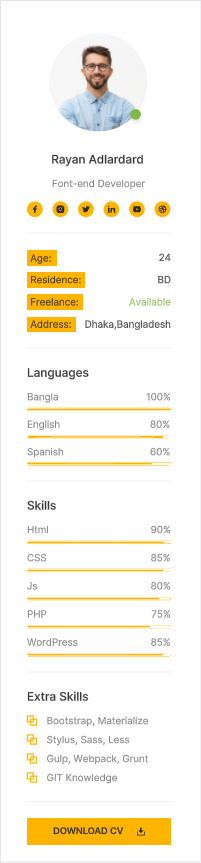 Rayan Adlardard
Font-end Developer
Age: 24
Residence: BD
Freelance: Available
Address: Dhaka,Bangladesh
Languages
Bangla 100%
English 80%
Spanish 60%
Skills
Html 90%
CSS 85%
Js 80%
PHP 75%
WordPress 85%
Extra Skills
Bootstrap, Materialize
Stylus, Sass, Less
Gulp, Webpack, Grunt
GIT Knowledge
DOWNLOAD CV